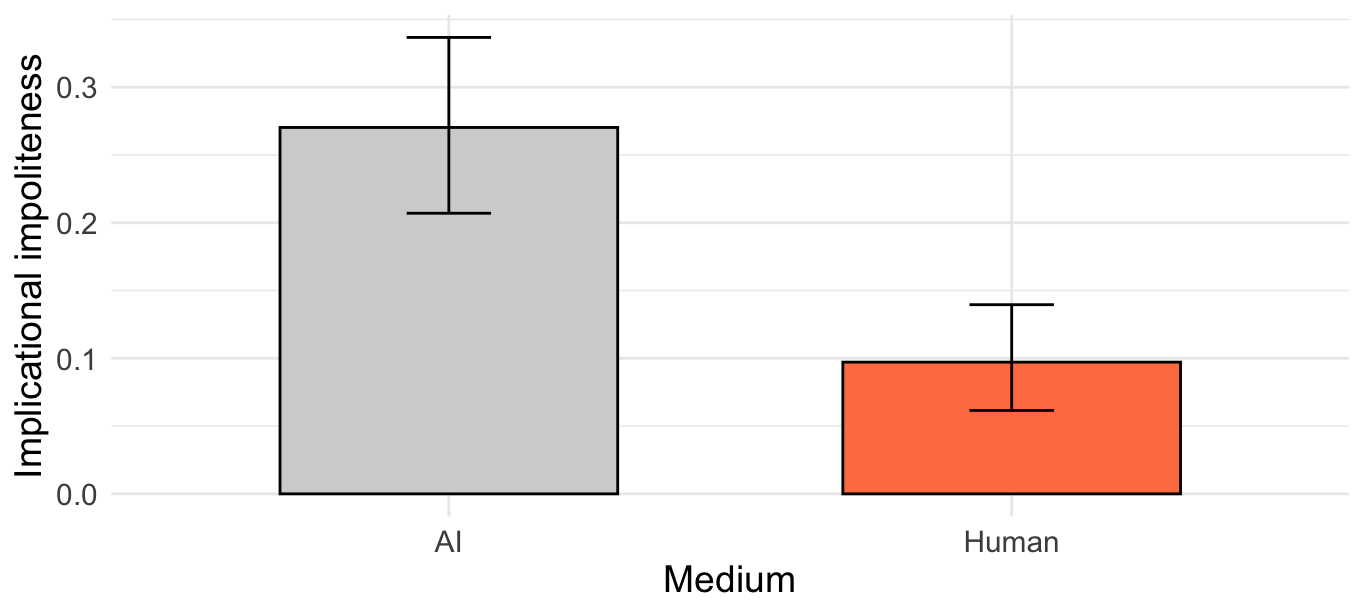 Implicational impoliteness
0.3
0.2
0.1
0.0
AI
Human
Medium